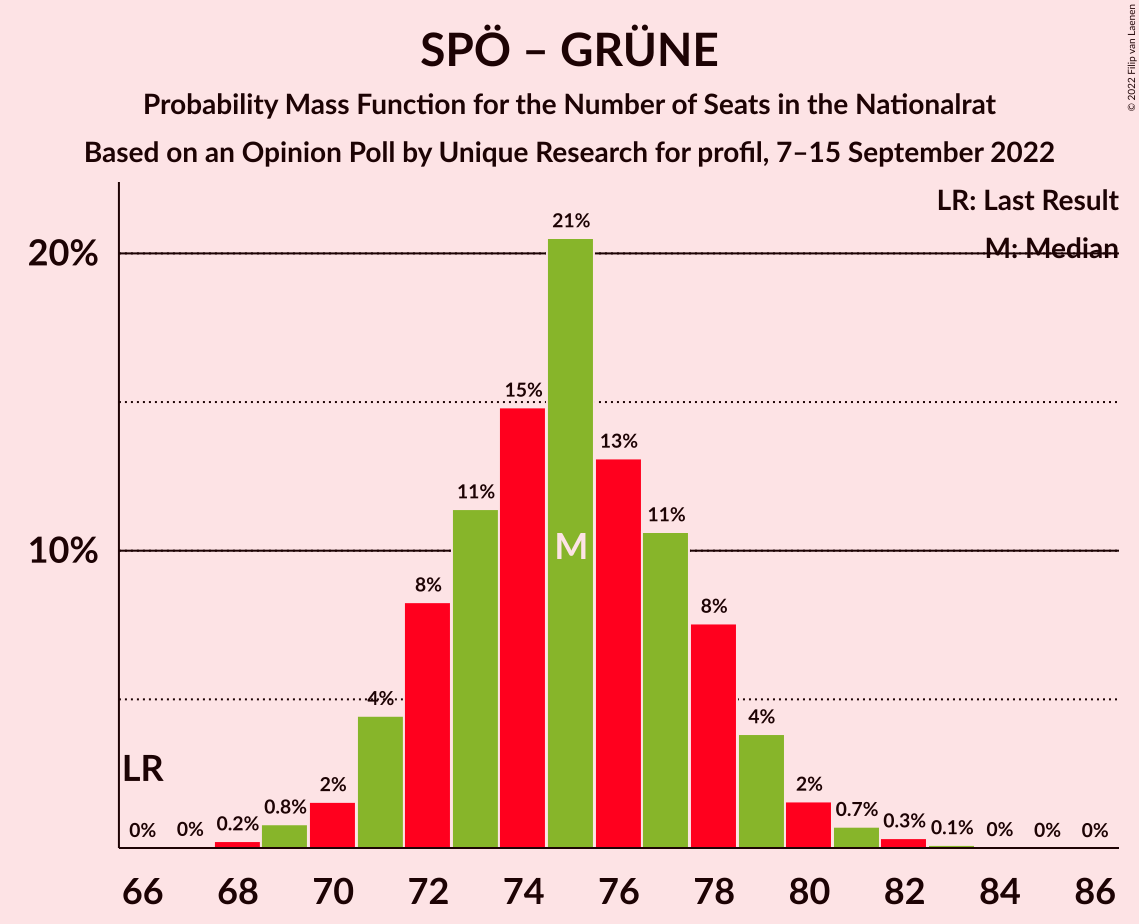 SPÖ – GRÜNE
Probability Mass Function for the Number of Seats in the Nationalrat
Based on an Opinion Poll by Unique Research for profil, 7–15 September 2022
© 2022 Filip van Laenen
LR: Last Result
M: Median
20%
10%
LR
0%
0%
0.2%
0.8%
2%
4%
8%
11%
15%
21%
M
13%
11%
8%
4%
2%
0.7%
0.3%
0.1%
0%
0%
0%
66 68 70 72 74 76 78 80 82 84 86